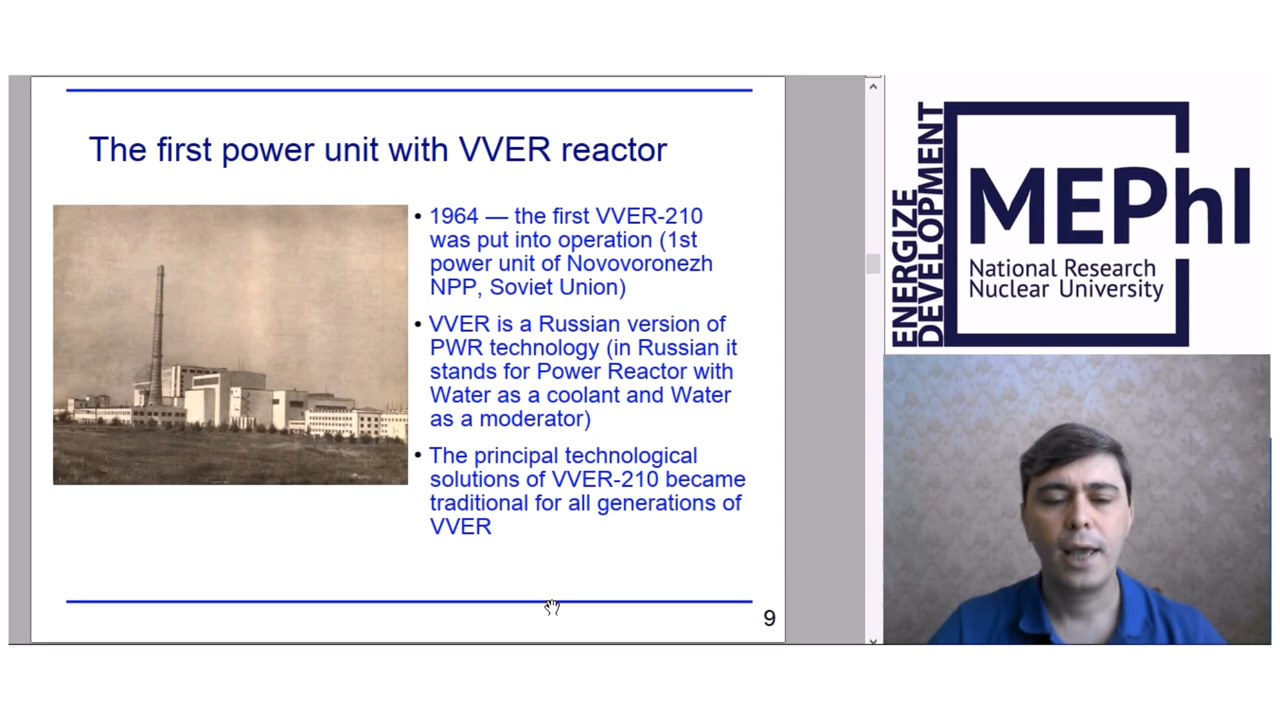 The first power unit with VVER reactor
• 1964 — the first VVER-210
was put into operation (1st
power unit of Novovoronezh
NPP, Soviet Union)
• VVER is a Russian version of
PWR technology (in Russian it
stands for Power Reactor with
Water as a coolant and Water
as a moderator)
• The principal technological
solutions of VVER-210 became
traditional for all generations of
VVER
9
ENERGIZE
DEVELOPMENT
MEPhI
National Research
Nuclear University